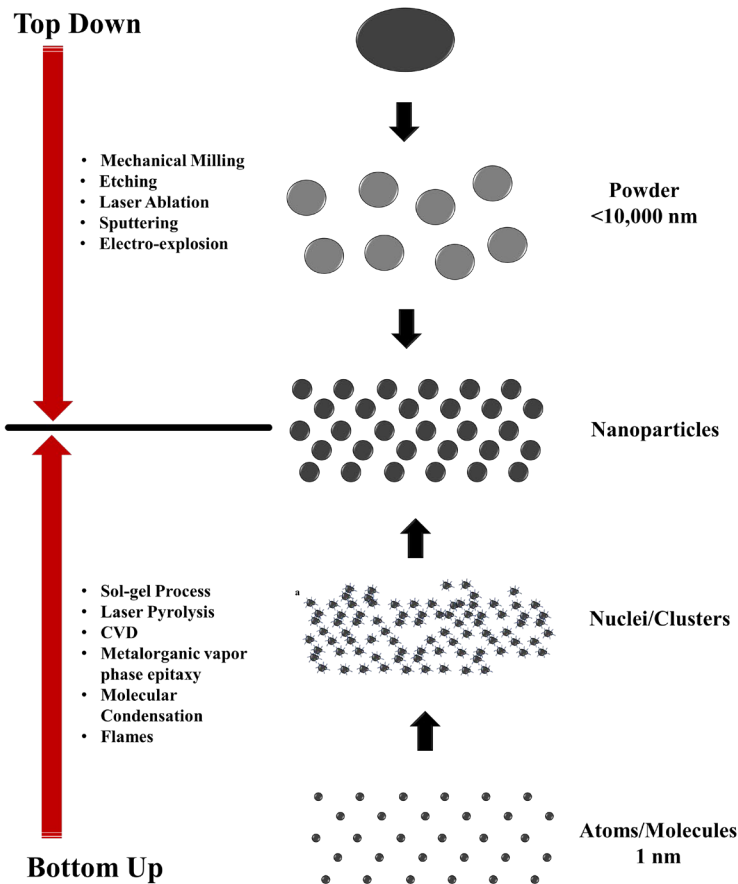 Top Down
• Mechanical Milling
• Etching
• Laser Ablation
• Sputtering
• Electro-explosion
Powder
<10,000 nm
Nanoparticles
a
• Sol-gel Process
• Laser Pyrolysis
• CVD
• Metalorganic vapor
phase epitaxy
• Molecular
Condensation
• Flames
Nuclei/Clusters
Atoms/Molecules
1 nm
Bottom Up